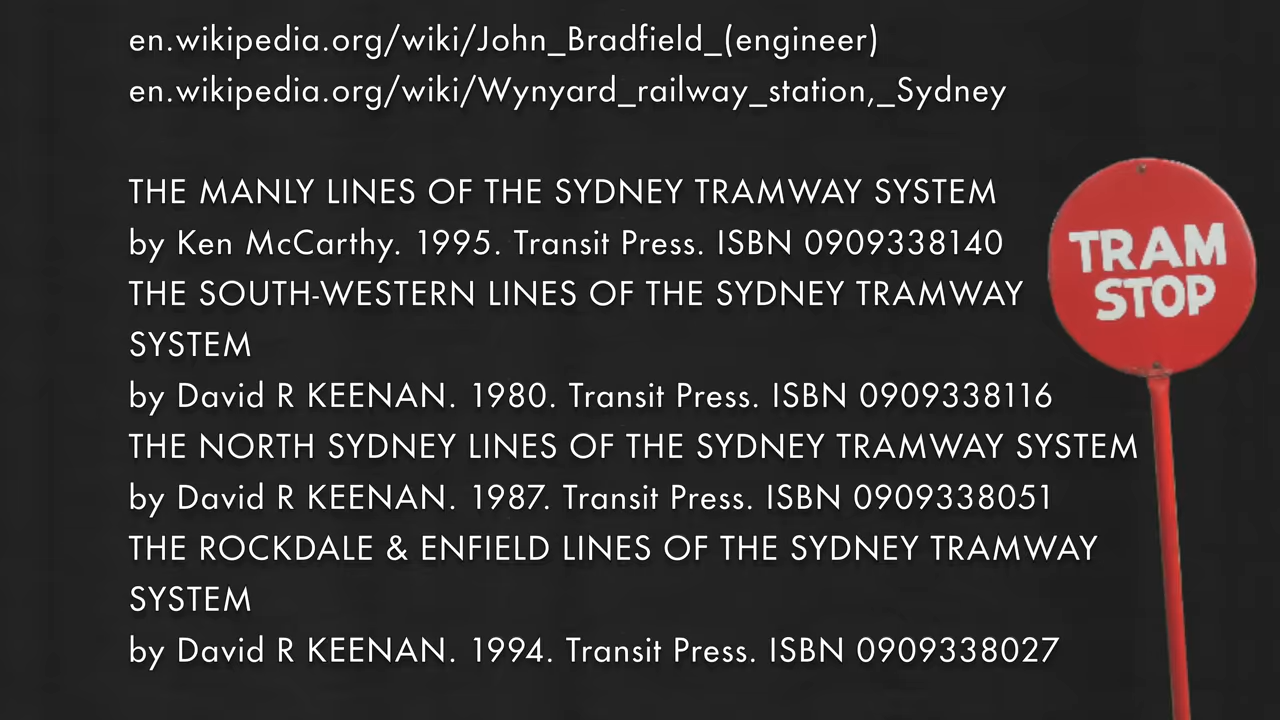 en.wikipedia.org/wiki/John_Bradfield_(engineer)
en.wikipedia.org/wiki/Wynyard_railway_station,_Sydney
THE MANLY LINES OF THE SYDNEY TRAMWAY SYSTEM
by Ken McCarthy. 1995. Transit Press. ISBN 0909338140
THE SOUTH-WESTERN LINES OF THE SYDNEY TRAMWAY
SYSTEM
by David R KEENAN. 1980. Transit Press. ISBN 0909338116
THE NORTH SYDNEY LINES OF THE SYDNEY TRAMWAY SYSTEM
by David R KEENAN. 1987. Transit Press. ISBN 0909338051
THE ROCKDALE & ENFIELD LINES OF THE SYDNEY TRAMWAY
SYSTEM
by David R KEENAN. 1994. Transit Press. ISBN 0909338027
TRAM
STOP